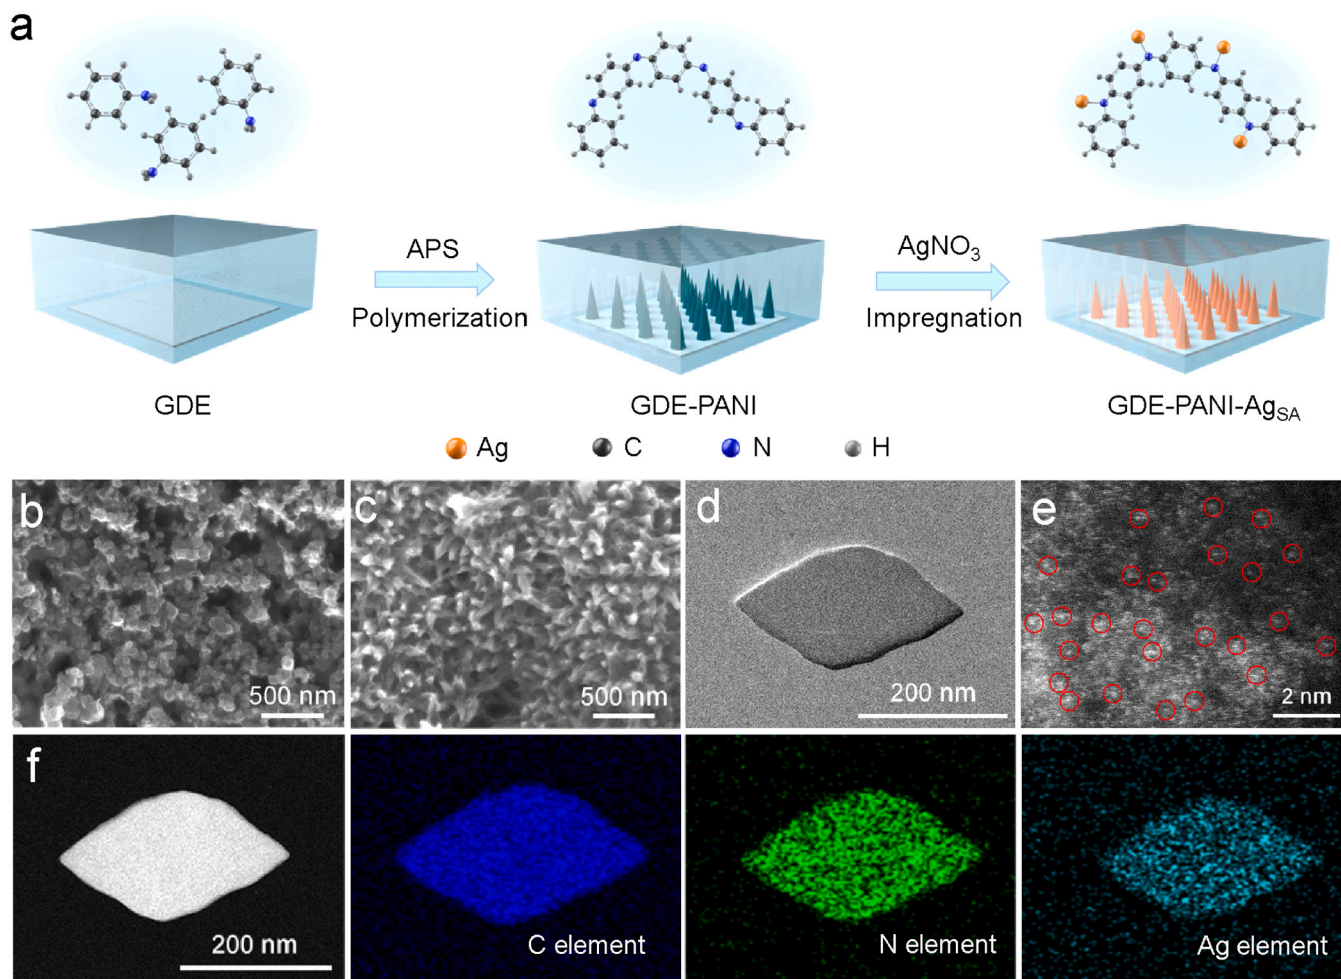 a
APS
Polymerization
AgNO₃
Impregnation
GDE
GDE-PANI
GDE-PANI-Ag_SA
Ag
C
N
H
b
500 nm
c
500 nm
d
200 nm
e
2 nm
f
200 nm
C element
N element
Ag element